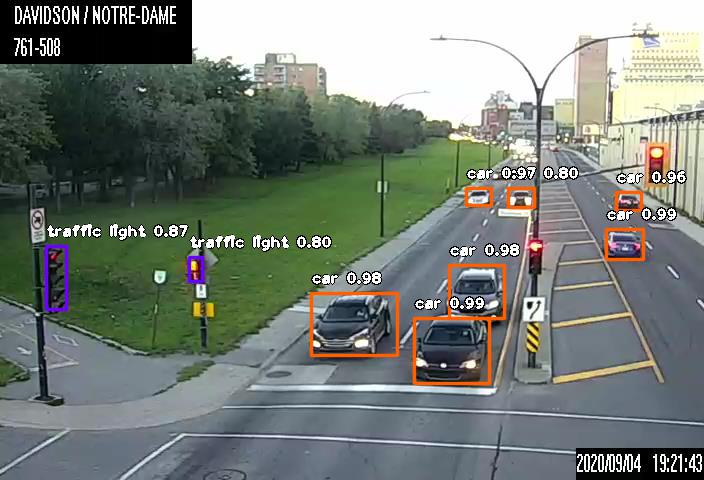 DAVIDSON / NOTRE-DAME
761-508
car 0.97
0.80
car 0.96
car 0.99
traffic light 0.87
traffic light 0.80
car 0.98
car 0.98
car 0.99
2020/09/04 19:21:43